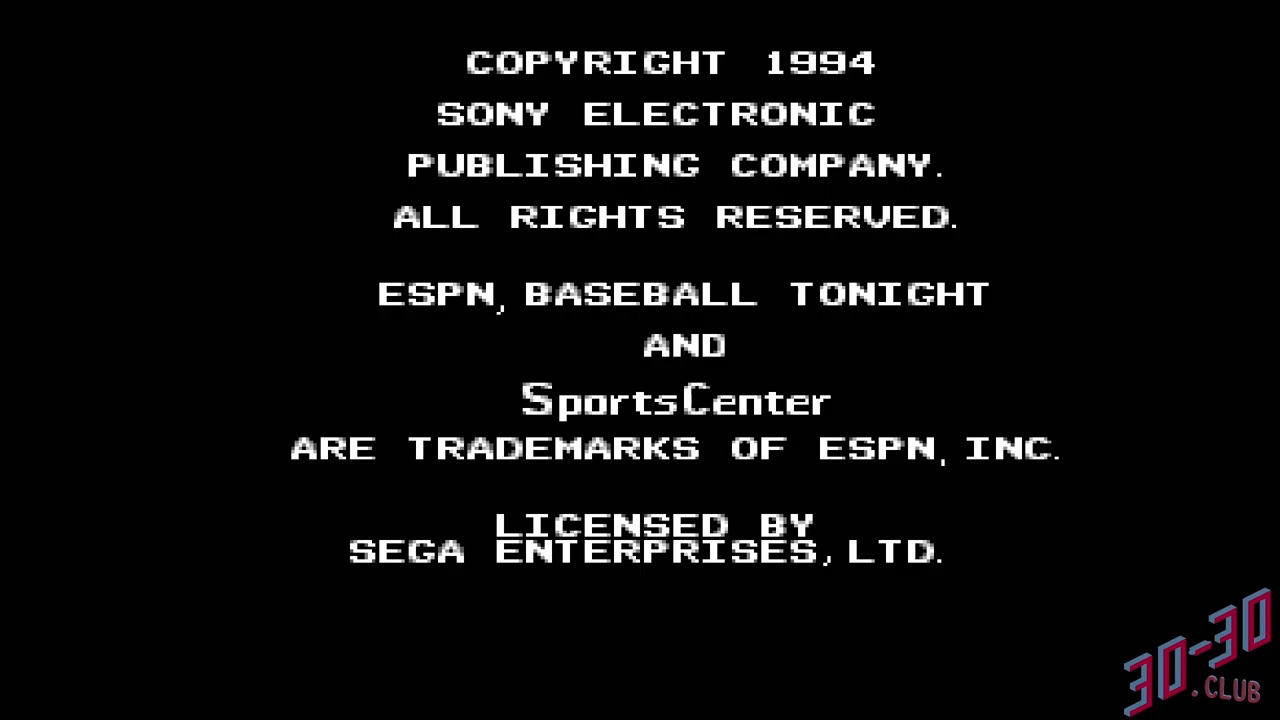 COPYRIGHT 1994
SONY ELECTRONIC
PUBLISHING COMPANY.
ALL RIGHTS RESERVED.
ESPN, BASEBALL TONIGHT
AND
SportsCenter
ARE TRADEMARKS OF ESPN, INC.
LICENSED BY
SEGA ENTERPRISES, LTD.
30-30
.CLUB